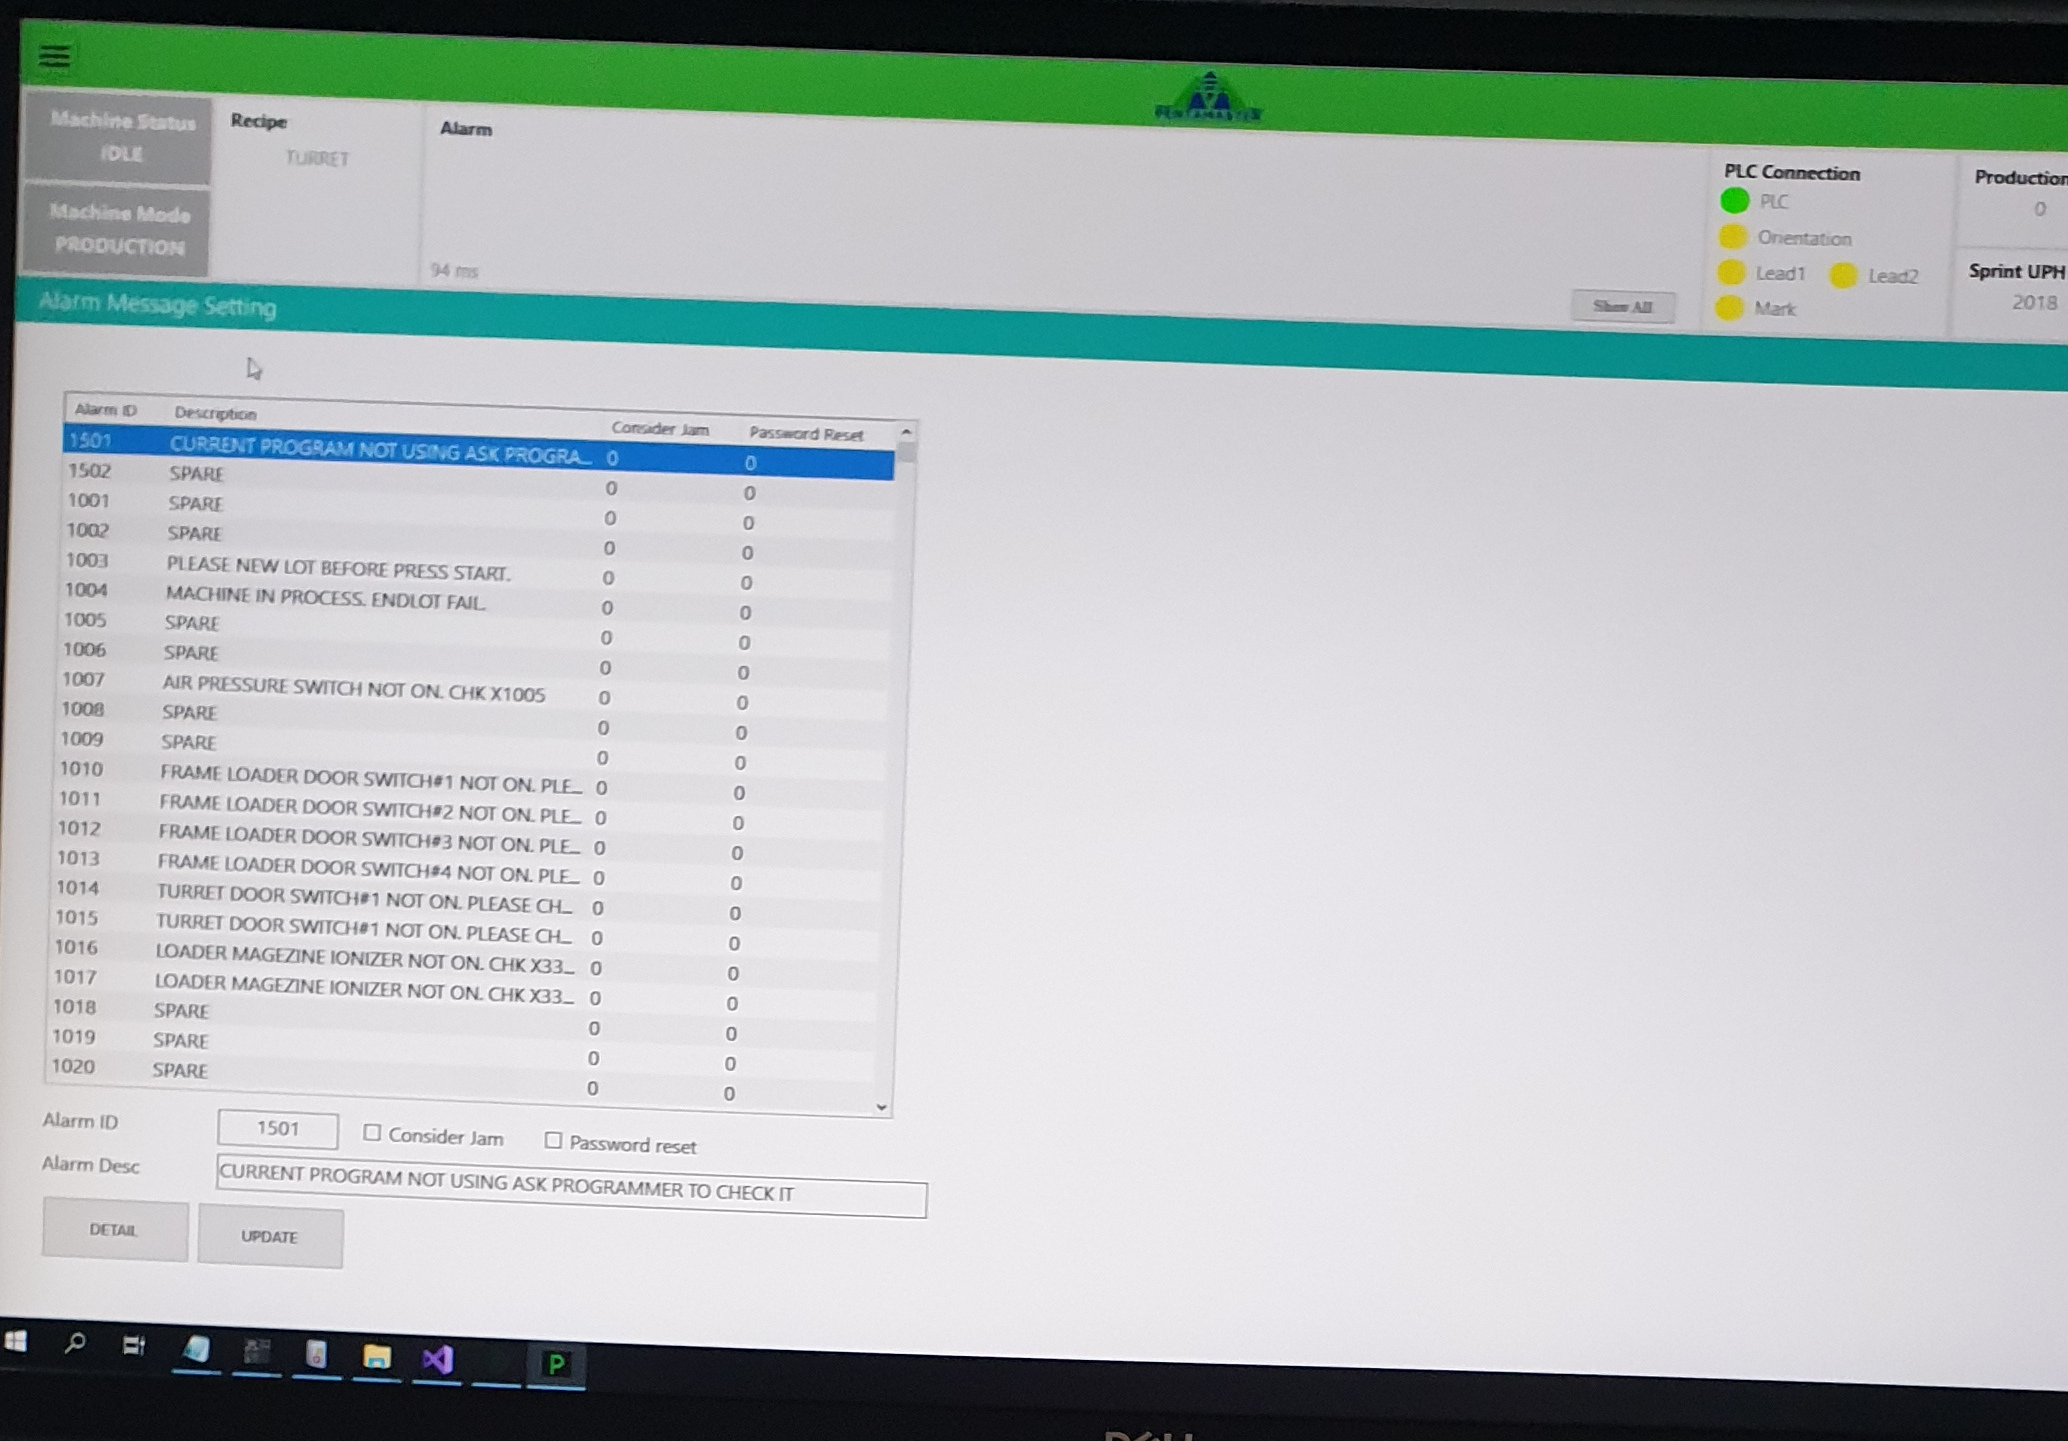 PENTAMASTER
Machine Status
IDLE
Machine Mode
PRODUCTION
Recipe
TURRET
Alarm
94 ms
Show All
PLC Connection
PLC
Orientation
Lead1 Lead2
Mark
Production
0
Sprint UPH
2018
Alarm Message Setting
Alarm ID Description Consider Jam Password Reset
1501 CURRENT PROGRAM NOT USING ASK PROGRA... 0 0
1502 SPARE 0 0
1001 SPARE 0 0
1002 SPARE 0 0
1003 PLEASE NEW LOT BEFORE PRESS START. 0 0
1004 MACHINE IN PROCESS. ENDLOT FAIL. 0 0
1005 SPARE 0 0
1006 SPARE 0 0
1007 AIR PRESSURE SWITCH NOT ON. CHK X1005 0 0
1008 SPARE 0 0
1009 SPARE 0 0
1010 FRAME LOADER DOOR SWITCH#1 NOT ON. PLE... 0 0
1011 FRAME LOADER DOOR SWITCH#2 NOT ON. PLE... 0 0
1012 FRAME LOADER DOOR SWITCH#3 NOT ON. PLE... 0 0
1013 FRAME LOADER DOOR SWITCH#4 NOT ON. PLE... 0 0
1014 TURRET DOOR SWITCH#1 NOT ON. PLEASE CH... 0 0
1015 TURRET DOOR SWITCH#1 NOT ON. PLEASE CH... 0 0
1016 LOADER MAGEZINE IONIZER NOT ON. CHK X33... 0 0
1017 LOADER MAGEZINE IONIZER NOT ON. CHK X33... 0 0
1018 SPARE 0 0
1019 SPARE 0 0
1020 SPARE 0 0
Alarm ID 1501 Consider Jam Password reset
Alarm Desc CURRENT PROGRAM NOT USING ASK PROGRAMMER TO CHECK IT
DETAIL UPDATE
P
DELL